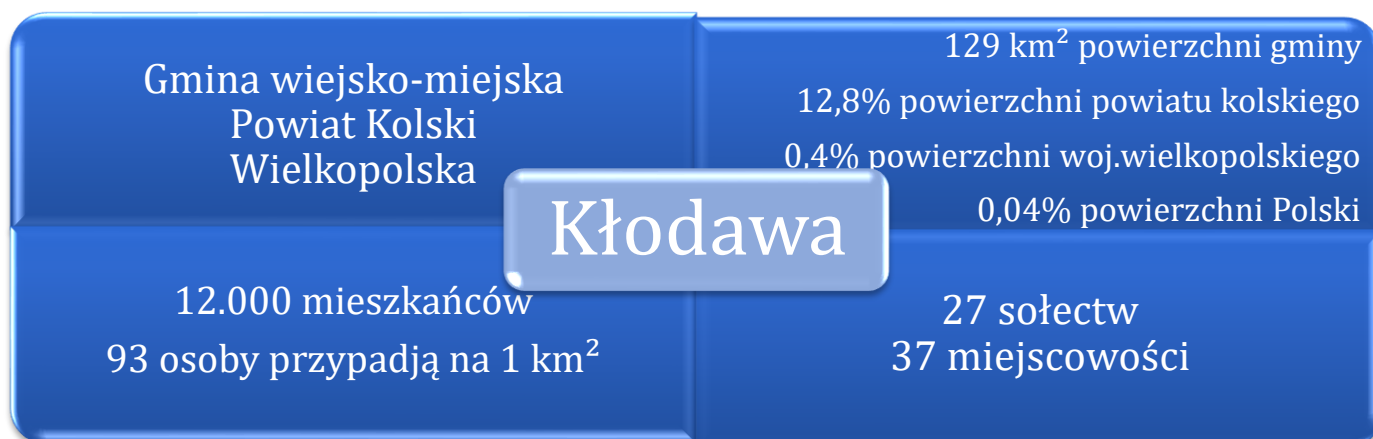 Gmina wiejsko-miejska
Powiat Kolski
Wielkopolska
129 km² powierzchni gminy
12,8% powierzchni powiatu kolskiego
0,4% powierzchni woj.wielkopolskiego
0,04% powierzchni Polski
Kłodawa
12.000 mieszkańców
93 osoby przypadją na 1 km²
27 sołectw
37 miejscowości